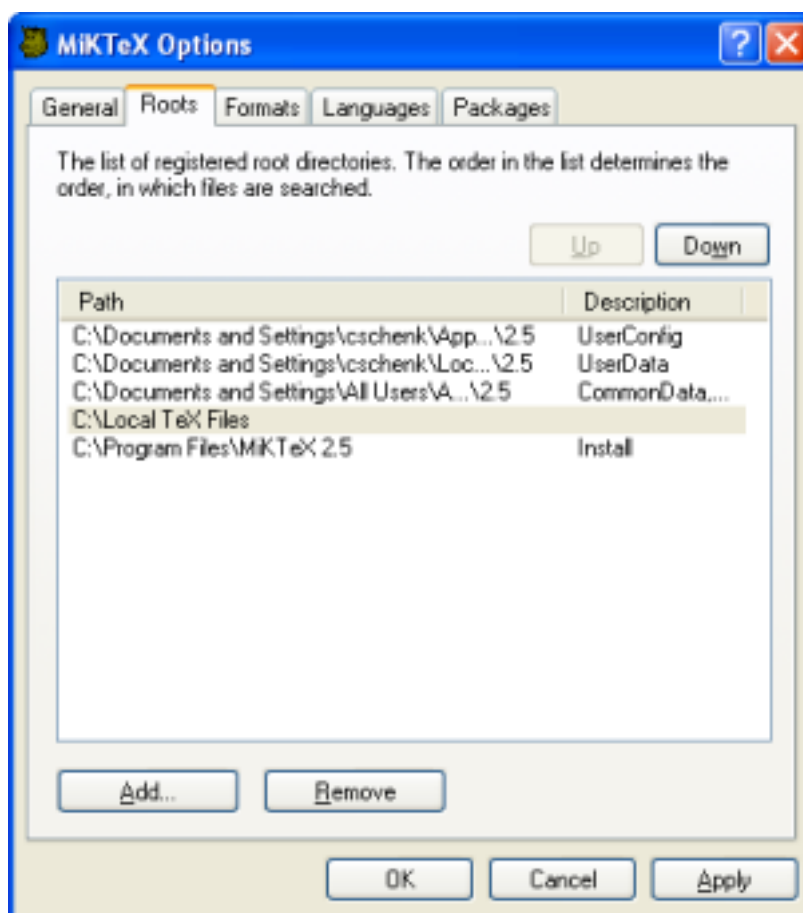 MiKTeX Options
General Roots Formats Languages Packages
The list of registered root directories. The order in the list determines the
order, in which files are searched.
Up Down
Path Description
C:\Documents and Settings\cschenk\App...\2.5 UserConfig
C:\Documents and Settings\cschenk\Loc...\2.5 UserData
C:\Documents and Settings\All Users\A...\2.5 CommonData,...
C:\Local TeX Files
C:\Program Files\MiKTeX 2.5 Install
Add... Remove
OK Cancel Apply